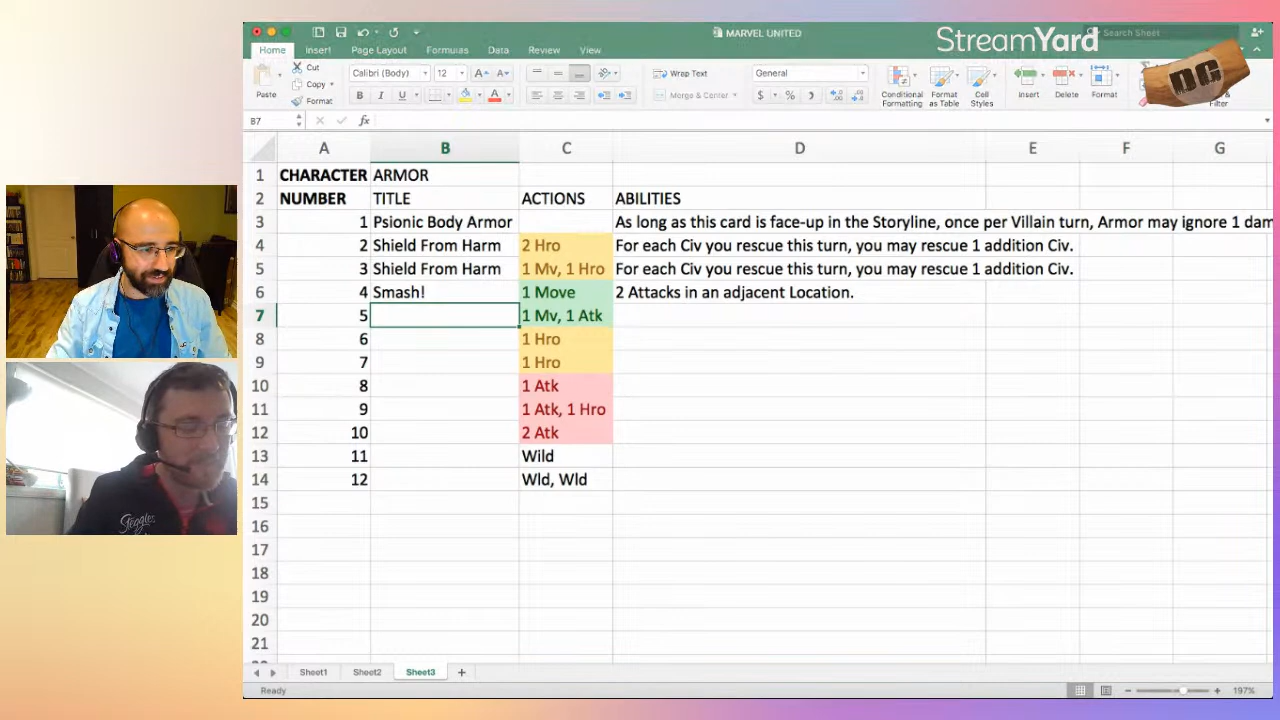 MARVEL UNITED
StreamYard
Search Sheet
DG
Home Insert Page Layout Formulas Data Review View
Cut
Copy
Format
Paste
Calibri (Body) 12
B I U
Wrap Text
Merge & Center
General
$ %
Conditional Formatting
Format as Table
Cell Styles
Insert
Delete
Format
Filter
B7
fx
A B C D E F G
1 CHARACTER ARMOR
2 NUMBER TITLE ACTIONS ABILITIES
3 1 Psionic Body Armor As long as this card is face-up in the Storyline, once per Villain turn, Armor may ignore 1 dam
4 2 Shield From Harm 2 Hro For each Civ you rescue this turn, you may rescue 1 addition Civ.
5 3 Shield From Harm 1 Mv, 1 Hro For each Civ you rescue this turn, you may rescue 1 addition Civ.
6 4 Smash! 1 Move 2 Attacks in an adjacent Location.
7 5 1 Mv, 1 Atk
8 6 1 Hro
9 7 1 Hro
10 8 1 Atk
11 9 1 Atk, 1 Hro
12 10 2 Atk
13 11 Wild
14 12 Wld, Wld
15
16
17
18
19
20
21
Steggles
Sheet1 Sheet2 Sheet3 +
Ready
197%